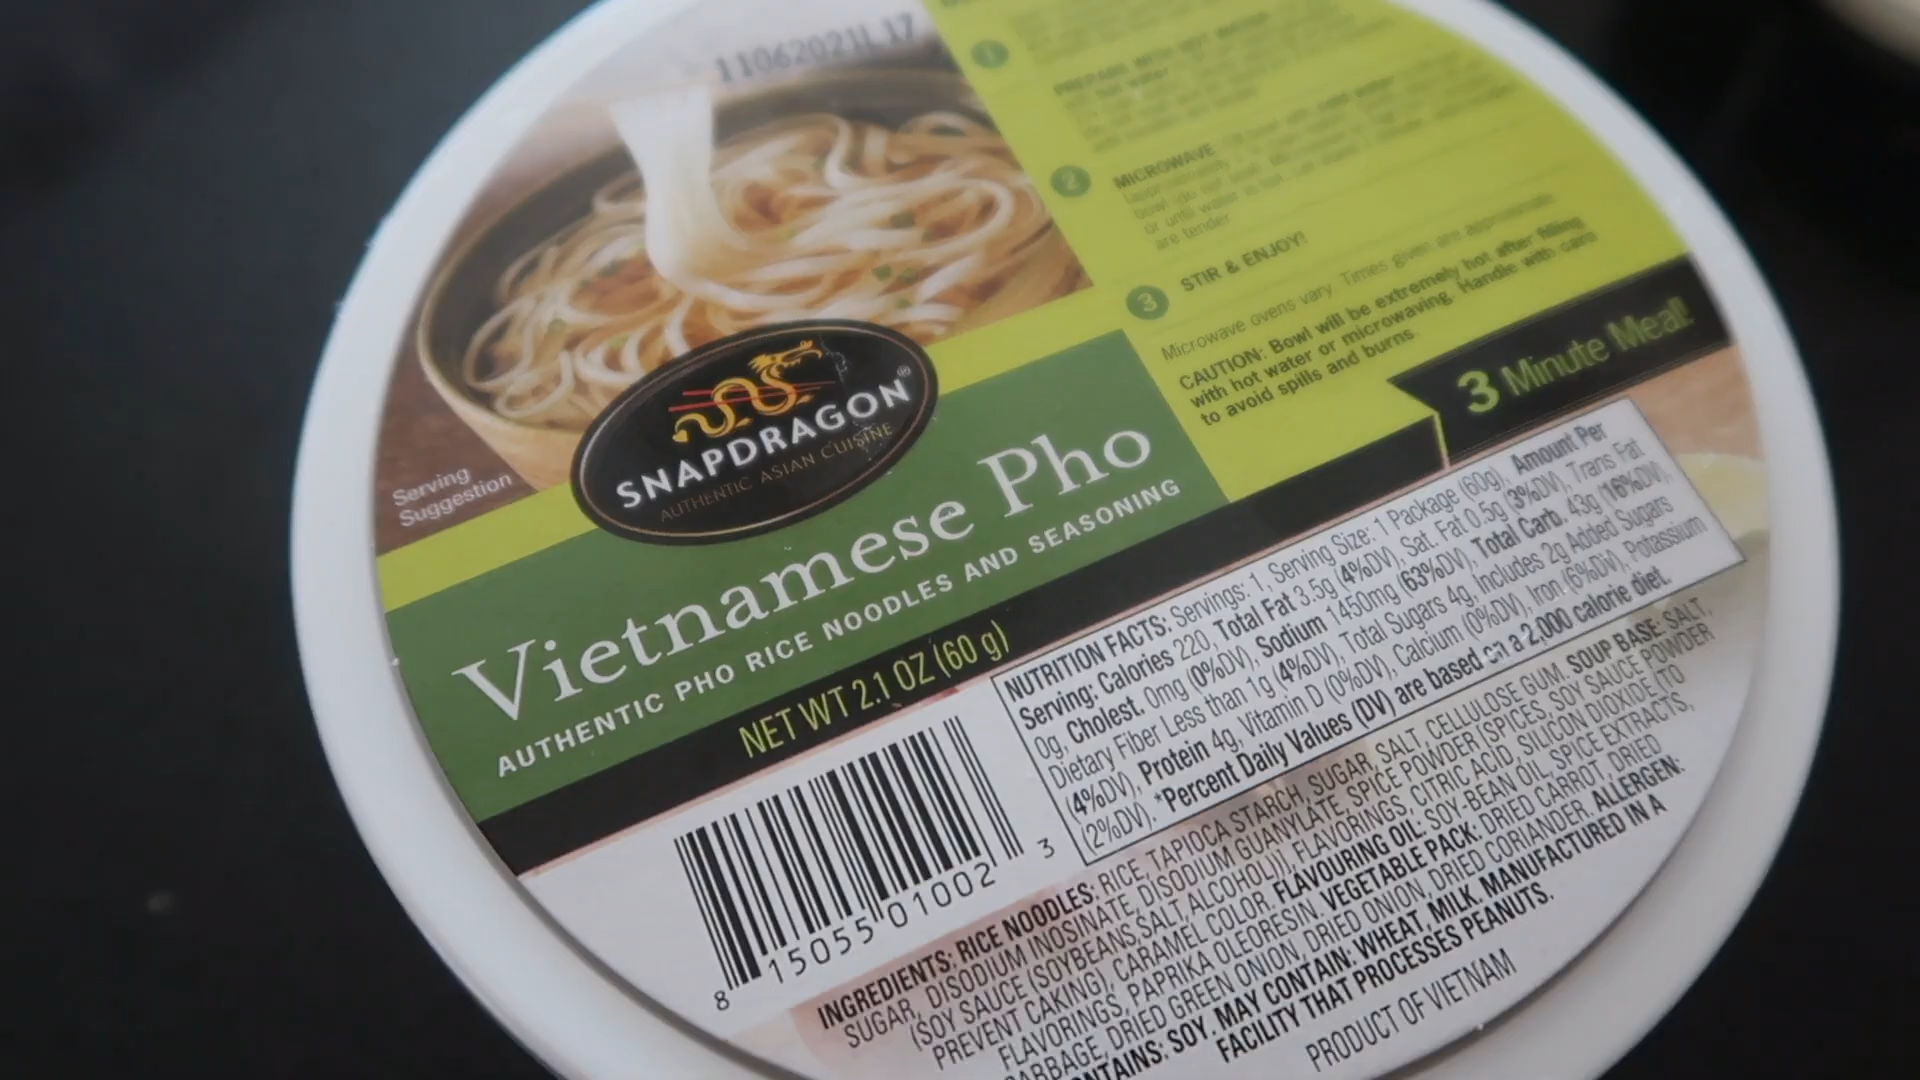 11062021L 17
SNAPDRAGON®
AUTHENTIC ASIAN CUISINE
Serving
Suggestion
Vietnamese Pho
AUTHENTIC PHO RICE NOODLES AND SEASONING
NET WT 2.1 OZ (60 g)
1
PREPARE WITH HOT WATER
2
MICROWAVE
or until water is hot
are tender
3
STIR & ENJOY!
Microwave ovens vary. Times given are approximate
CAUTION: Bowl will be extremely hot after filling
with hot water or microwaving. Handle with care
to avoid spills and burns.
3 Minute Meal!
NUTRITION FACTS: Servings: 1, Serving Size: 1 Package (60g), Amount Per
Serving: Calories 220, Total Fat 3.5g (4%DV), Sat. Fat 0.5g (3%DV), Trans Fat
0g, Cholest. 0mg (0%DV), Sodium 1450mg (63%DV), Total Carb. 43g (16%DV),
Dietary Fiber Less than 1g (4%DV), Total Sugars 4g, Includes 2g Added Sugars
(4%DV), Protein 4g, Vitamin D (0%DV), Calcium (0%DV), Iron (6%DV), Potassium
(2%DV). *Percent Daily Values (DV) are based on a 2,000 calorie diet.
8 15055 01002 3
INGREDIENTS: RICE NOODLES: RICE, TAPIOCA STARCH, SUGAR, SALT, CELLULOSE GUM. SOUP BASE: SALT,
SUGAR, DISODIUM INOSINATE, DISODIUM GUANYLATE, SPICE POWDER (SPICES, SOY SAUCE POWDER
(SOY SAUCE (SOYBEANS, SALT, ALCOHOL))), FLAVORINGS, CITRIC ACID, SILICON DIOXIDE (TO
PREVENT CAKING), CARAMEL COLOR. FLAVOURING OIL: SOY-BEAN OIL, SPICE EXTRACTS,
FLAVORINGS, PAPRIKA OLEORESIN. VEGETABLE PACK: DRIED CARROT, DRIED
CABBAGE, DRIED GREEN ONION, DRIED ONION, DRIED CORIANDER. ALLERGEN:
CONTAINS: SOY. MAY CONTAIN: WHEAT, MILK. MANUFACTURED IN A
FACILITY THAT PROCESSES PEANUTS.
PRODUCT OF VIETNAM